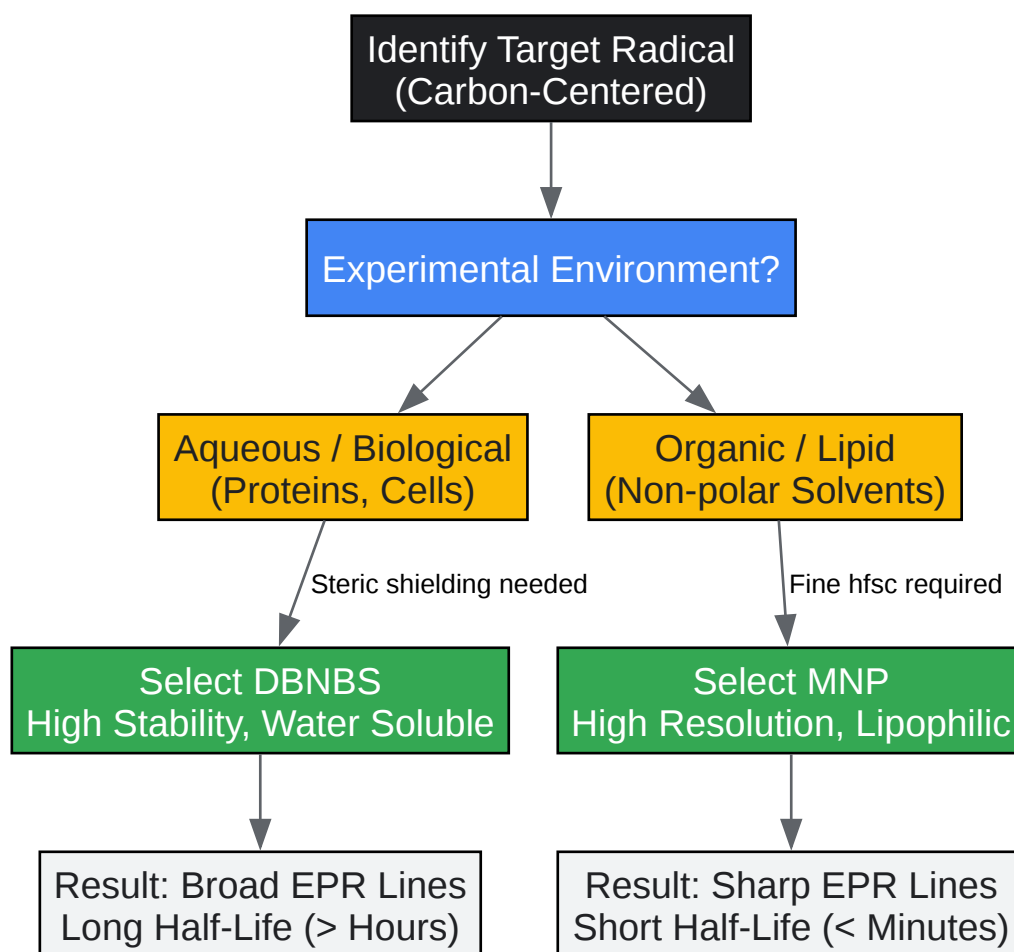 Identify Target Radical
(Carbon-Centered)
Experimental Environment?
Aqueous / Biological
(Proteins, Cells)
Organic / Lipid
(Non-polar Solvents)
Steric shielding needed
Fine hfsc required
Select DBNBS
High Stability, Water Soluble
Select MNP
High Resolution, Lipophilic
Result: Broad EPR Lines
Long Half-Life (> Hours)
Result: Sharp EPR Lines
Short Half-Life (< Minutes)